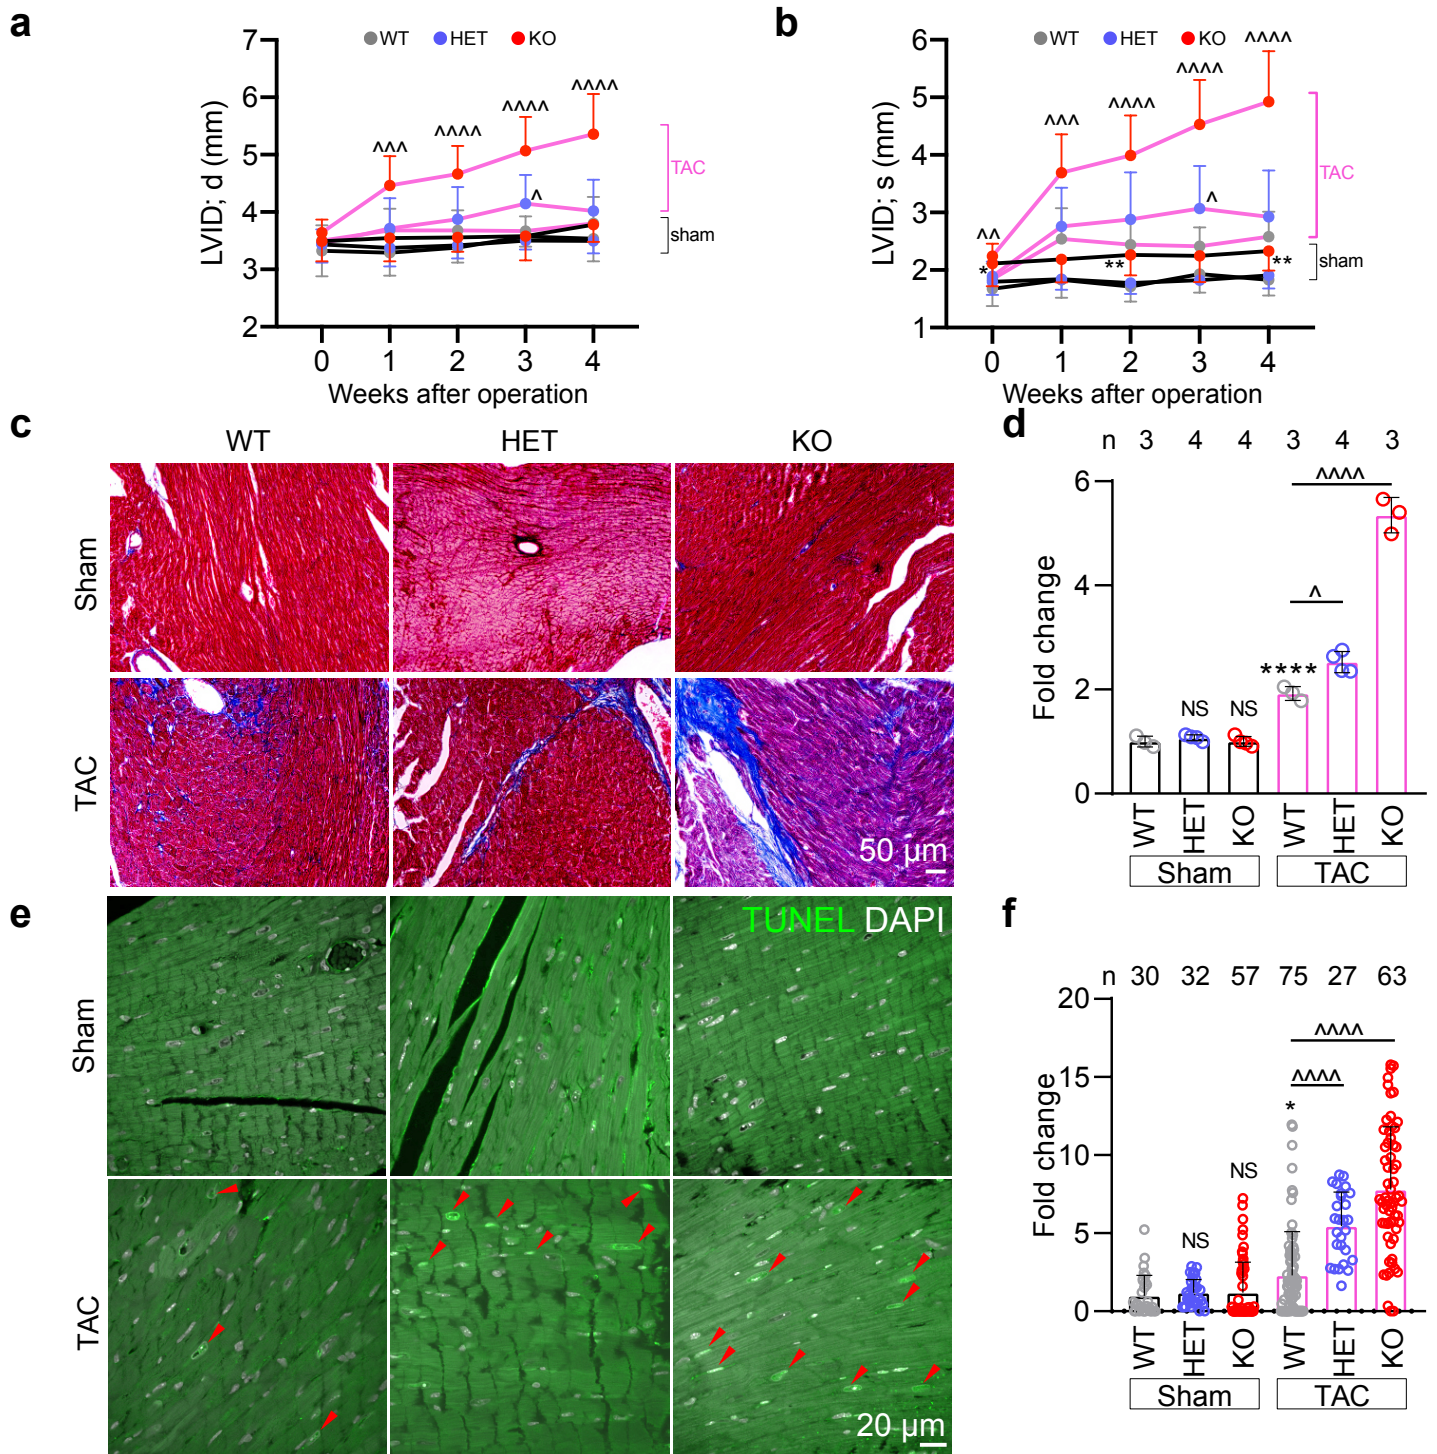 a
WT HET KO
7
6
5
4
3
2
LVID; d (mm)
^^^ ^^^^ ^^^^ ^^^^
^
TAC
sham
0 1 2 3 4
Weeks after operation
b
WT HET KO
6
5
4
3
2
1
LVID; s (mm)
^^ ^^^ ^^^^ ^^^^ ^^^^
^
* ** **
TAC
sham
0 1 2 3 4
Weeks after operation
c
WT HET KO
Sham
TAC
50 µm
d
n 3 4 4 3 4 3
6
4
2
0
Fold change
^^^^
^
****
NS NS
WT HET KO WT HET KO
Sham TAC
e
TUNEL DAPI
Sham
TAC
20 µm
f
n 30 32 57 75 27 63
20
15
10
5
0
Fold change
^^^^
^^^^
*
NS
NS
WT HET KO WT HET KO
Sham TAC